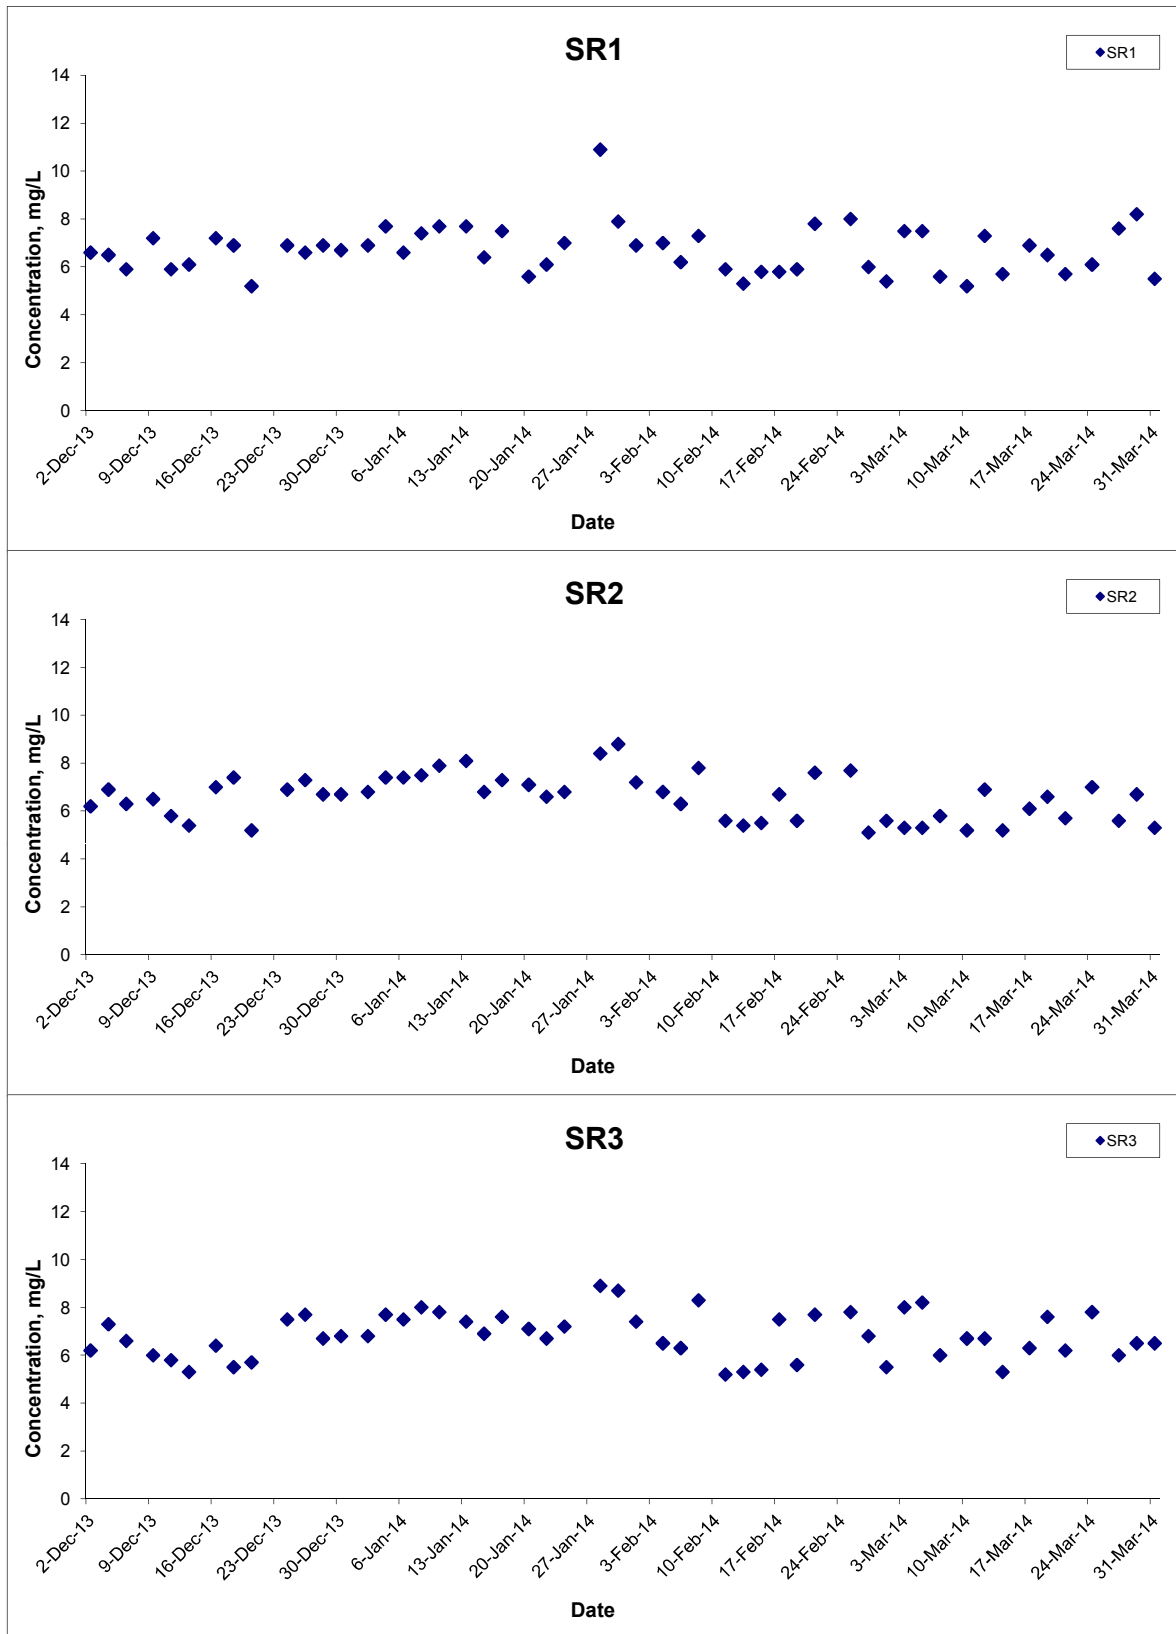 SR1
SR1
14
12
10
8
6
4
2
0
Concentration, mg/L
2-Dec-13
9-Dec-13
16-Dec-13
23-Dec-13
30-Dec-13
6-Jan-14
13-Jan-14
20-Jan-14
27-Jan-14
3-Feb-14
10-Feb-14
17-Feb-14
24-Feb-14
3-Mar-14
10-Mar-14
17-Mar-14
24-Mar-14
31-Mar-14
Date
SR2
SR2
14
12
10
8
6
4
2
0
Concentration, mg/L
2-Dec-13
9-Dec-13
16-Dec-13
23-Dec-13
30-Dec-13
6-Jan-14
13-Jan-14
20-Jan-14
27-Jan-14
3-Feb-14
10-Feb-14
17-Feb-14
24-Feb-14
3-Mar-14
10-Mar-14
17-Mar-14
24-Mar-14
31-Mar-14
Date
SR3
SR3
14
12
10
8
6
4
2
0
Concentration, mg/L
2-Dec-13
9-Dec-13
16-Dec-13
23-Dec-13
30-Dec-13
6-Jan-14
13-Jan-14
20-Jan-14
27-Jan-14
3-Feb-14
10-Feb-14
17-Feb-14
24-Feb-14
3-Mar-14
10-Mar-14
17-Mar-14
24-Mar-14
31-Mar-14
Date